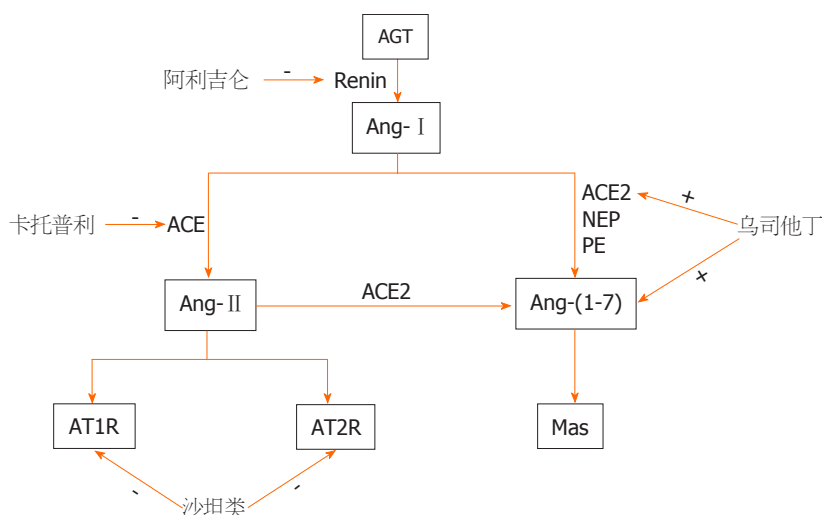 AGT
阿利吉仑
-
Renin
Ang-Ⅰ
卡托普利
-
ACE
ACE2
NEP
PE
+
乌司他丁
+
Ang-Ⅱ
ACE2
Ang-(1-7)
AT1R
AT2R
Mas
-
沙坦类
-